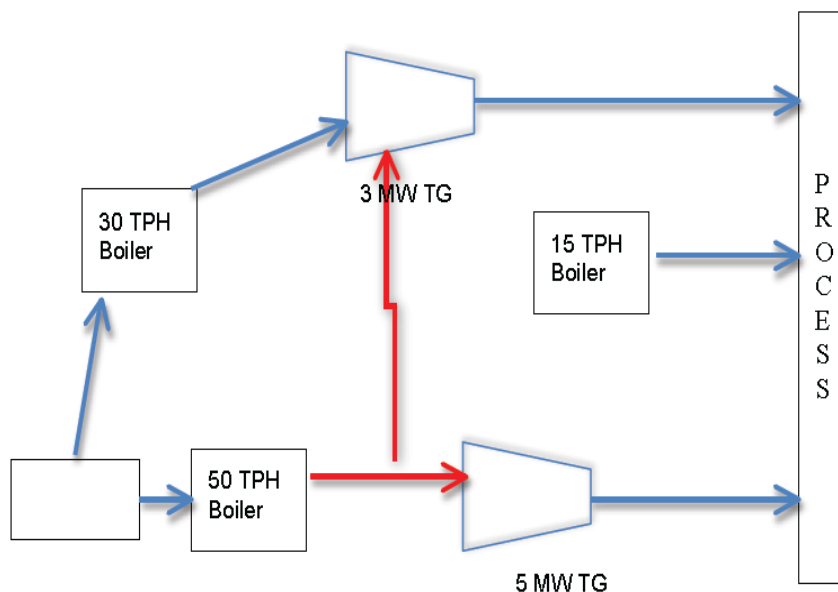 3 MW TG
30 TPH
Boiler
15 TPH
Boiler
P
R
O
C
E
S
S
50 TPH
Boiler
5 MW TG